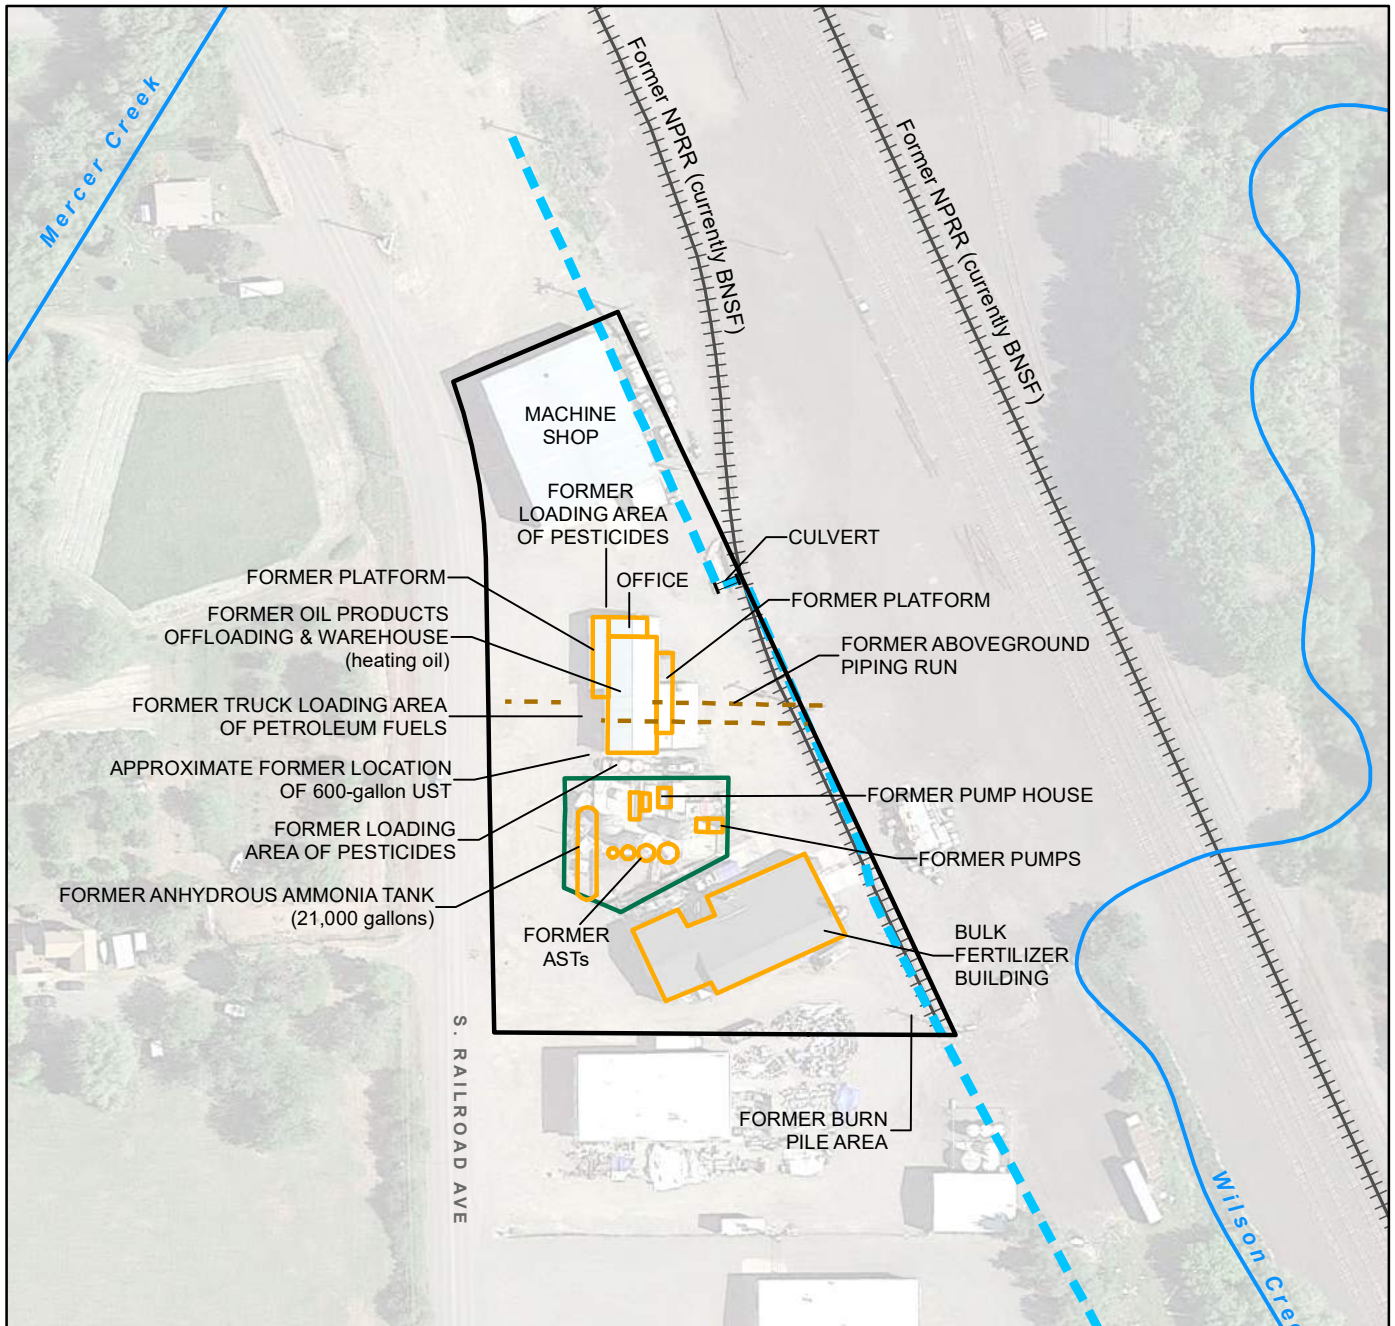 Mercer Creek
Former NPRR (currently BNSF)
Former NPRR (currently BNSF)
MACHINE
SHOP
FORMER
LOADING AREA
OF PESTICIDES
CULVERT
FORMER PLATFORM
OFFICE
FORMER PLATFORM
FORMER OIL PRODUCTS
OFFLOADING & WAREHOUSE
(heating oil)
FORMER ABOVEGROUND
PIPING RUN
FORMER TRUCK LOADING AREA
OF PETROLEUM FUELS
APPROXIMATE FORMER LOCATION
OF 600-gallon UST
FORMER PUMP HOUSE
FORMER LOADING
AREA OF PESTICIDES
FORMER PUMPS
FORMER ANHYDROUS AMMONIA TANK
(21,000 gallons)
FORMER
ASTs
BULK
FERTILIZER
BUILDING
S. RAILROAD AVE
FORMER BURN
PILE AREA
Wilson Cree